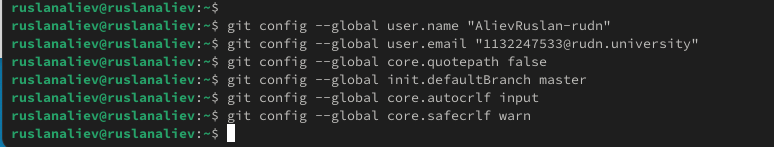 ruslanaliev@ruslanaliev:~$
ruslanaliev@ruslanaliev:~$ git config --global user.name "AlievRuslan-rudn"
ruslanaliev@ruslanaliev:~$ git config --global user.email "1132247533@rudn.university"
ruslanaliev@ruslanaliev:~$ git config --global core.quotepath false
ruslanaliev@ruslanaliev:~$ git config --global init.defaultBranch master
ruslanaliev@ruslanaliev:~$ git config --global core.autocrlf input
ruslanaliev@ruslanaliev:~$ git config --global core.safecrlf warn
ruslanaliev@ruslanaliev:~$